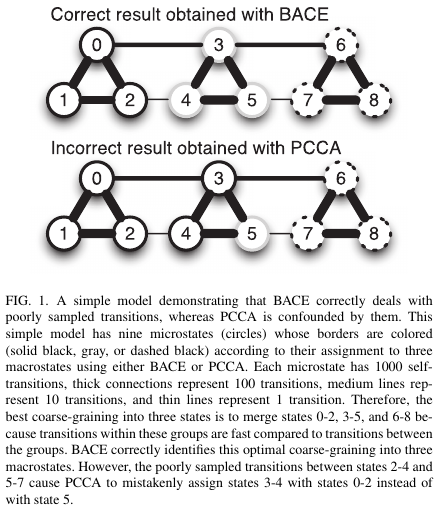 Correct result obtained with BACE
0 3 6
1 2 4 5 7 8
Incorrect result obtained with PCCA
0 3 6
1 2 4 5 7 8
FIG. 1. A simple model demonstrating that BACE correctly deals with
poorly sampled transitions, whereas PCCA is confounded by them. This
simple model has nine microstates (circles) whose borders are colored
(solid black, gray, or dashed black) according to their assignment to three
macrostates using either BACE or PCCA. Each microstate has 1000 self-
transitions, thick connections represent 100 transitions, medium lines rep-
resent 10 transitions, and thin lines represent 1 transition. Therefore, the
best coarse-graining into three states is to merge states 0-2, 3-5, and 6-8 be-
cause transitions within these groups are fast compared to transitions between
the groups. BACE correctly identifies this optimal coarse-graining into three
macrostates. However, the poorly sampled transitions between states 2-4 and
5-7 cause PCCA to mistakenly assign states 3-4 with states 0-2 instead of
with state 5.